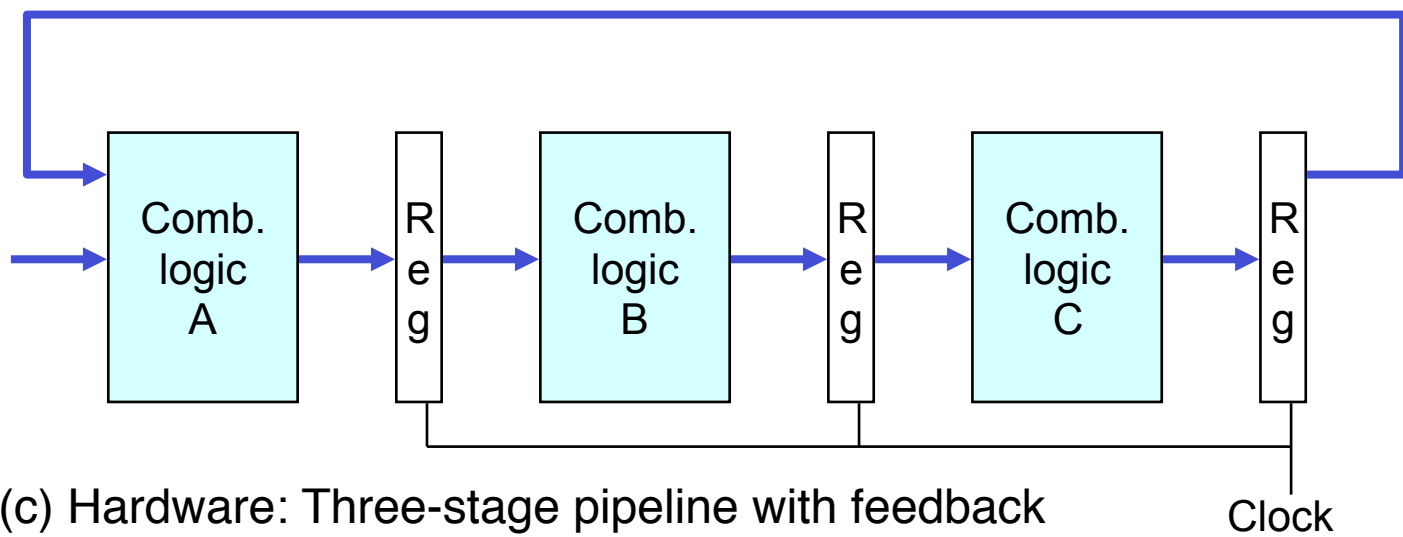 Comb.
logic
A
R
e
g
Comb.
logic
B
R
e
g
Comb.
logic
C
R
e
g
(c) Hardware: Three-stage pipeline with feedback
Clock